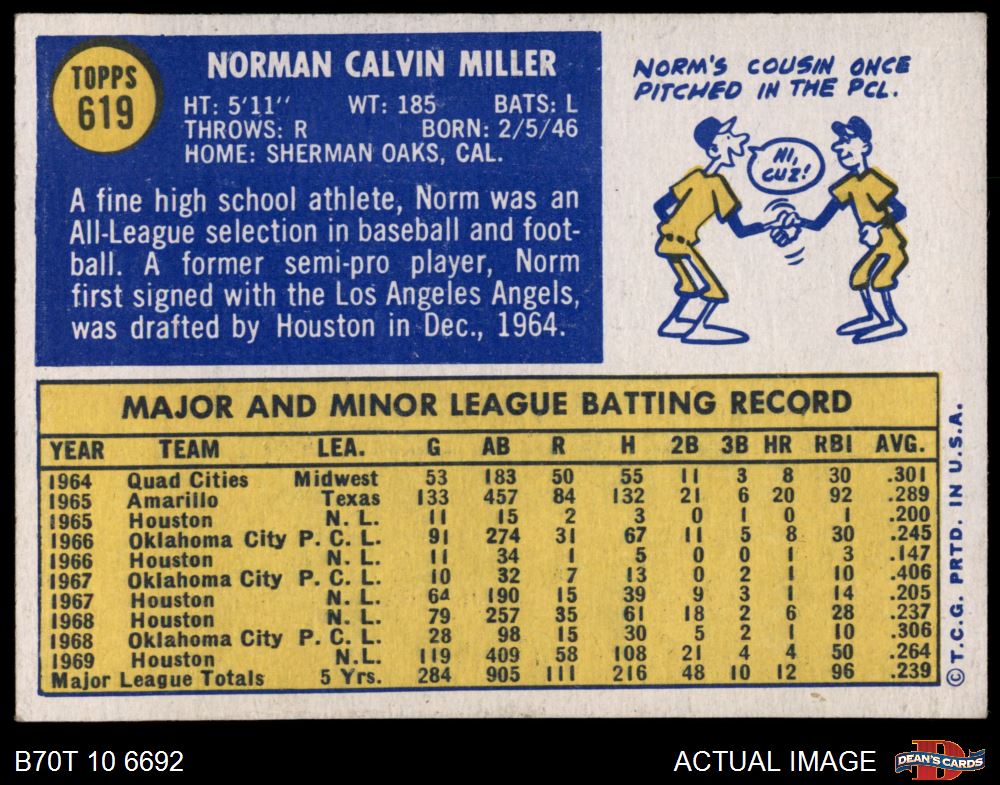 TOPPS
619
NORMAN CALVIN MILLER
HT: 5'11" WT: 185 BATS: L
THROWS: R BORN: 2/5/46
HOME: SHERMAN OAKS, CAL.
A fine high school athlete, Norm was an
All-League selection in baseball and foot-
ball. A former semi-pro player, Norm
first signed with the Los Angeles Angels,
was drafted by Houston in Dec., 1964.
NORM'S COUSIN ONCE
PITCHED IN THE PCL.
HI,
CUZ!
MAJOR AND MINOR LEAGUE BATTING RECORD
YEAR TEAM LEA. G AB R H 2B 3B HR RBI AVG.
1964 Quad Cities Midwest 53 183 50 55 11 3 8 30 .301
1965 Amarillo Texas 133 457 84 132 21 6 20 92 .289
1965 Houston N. L. 11 15 2 3 0 1 0 1 .200
1966 Oklahoma City P. C. L. 91 274 31 67 11 5 8 30 .245
1966 Houston N. L. 11 34 1 5 0 0 1 3 .147
1967 Oklahoma City P. C. L. 10 32 7 13 0 2 1 10 .406
1967 Houston N. L. 64 190 15 39 9 3 1 14 .205
1968 Houston N. L. 79 257 35 61 18 2 6 28 .237
1968 Oklahoma City P. C. L. 28 98 15 30 5 2 1 10 .306
1969 Houston N.L. 119 409 58 108 21 4 4 50 .264
Major League Totals 5 Yrs. 284 905 111 216 48 10 12 96 .239
© T.C.G. PRTD. IN U.S.A.
B70T 10 6692
ACTUAL IMAGE
D
DEAN'S CARDS